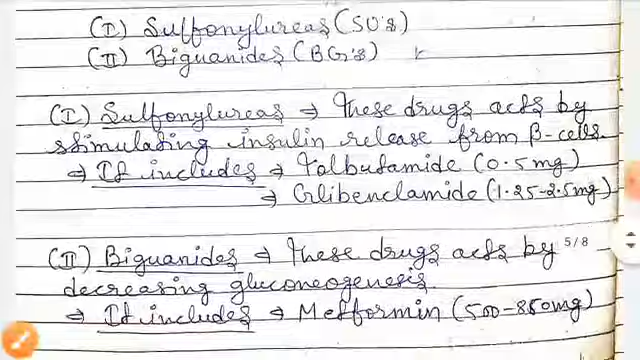 (I) Sulfonylureas (SU's)
(II) Biguanides (BG's)
(I) Sulfonylureas → These drugs acts by
stimulating insulin release from β-cells.
→ It includes → Tolbutamide (0.5mg)
→ Glibenclamide (1.25-2.5mg)
(II) Biguanides → These drugs acts by
5/8
decreasing gluconeogenesis.
→ It includes → Metformin (500-850mg)